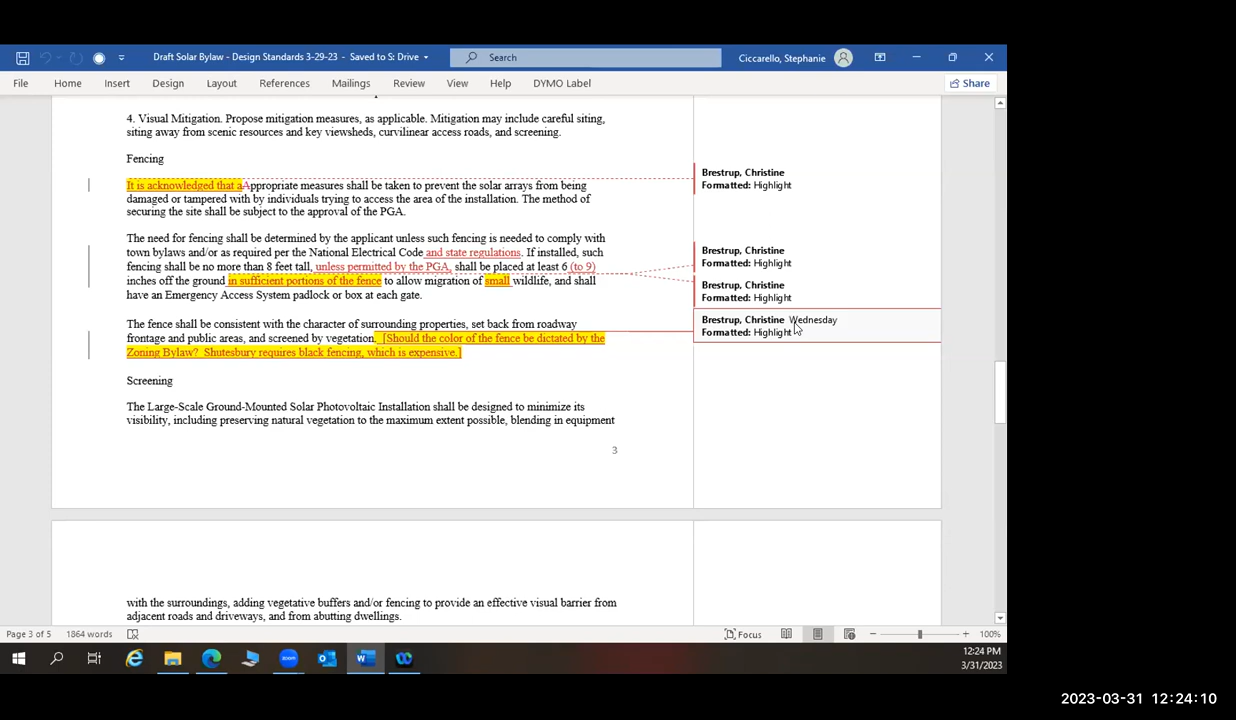 Draft Solar Bylaw - Design Standards 3-29-23 - Saved to S: Drive
Search
Ciccarello, Stephanie
File Home Insert Design Layout References Mailings Review View Help DYMO Label Share
4. Visual Mitigation. Propose mitigation measures, as applicable. Mitigation may include careful siting,
siting away from scenic resources and key viewsheds, curvilinear access roads, and screening.
Fencing
It is acknowledged that aAppropriate measures shall be taken to prevent the solar arrays from being
damaged or tampered with by individuals trying to access the area of the installation. The method of
securing the site shall be subject to the approval of the PGA.
The need for fencing shall be determined by the applicant unless such fencing is needed to comply with
town bylaws and/or as required per the National Electrical Code and state regulations. If installed, such
fencing shall be no more than 8 feet tall, unless permitted by the PGA, shall be placed at least 6 (to 9)
inches off the ground in sufficient portions of the fence to allow migration of small wildlife, and shall
have an Emergency Access System padlock or box at each gate.
The fence shall be consistent with the character of surrounding properties, set back from roadway
frontage and public areas, and screened by vegetation. [Should the color of the fence be dictated by the
Zoning Bylaw? Shutesbury requires black fencing, which is expensive.]
Screening
The Large-Scale Ground-Mounted Solar Photovoltaic Installation shall be designed to minimize its
visibility, including preserving natural vegetation to the maximum extent possible, blending in equipment
3
Brestrup, Christine
Formatted: Highlight
Brestrup, Christine
Formatted: Highlight
Brestrup, Christine
Formatted: Highlight
Brestrup, Christine Wednesday
Formatted: Highlight
with the surroundings, adding vegetative buffers and/or fencing to provide an effective visual barrier from
adjacent roads and driveways, and from abutting dwellings.
Page 3 of 5 1864 words Focus 100%
12:24 PM
3/31/2023
2023-03-31 12:24:10